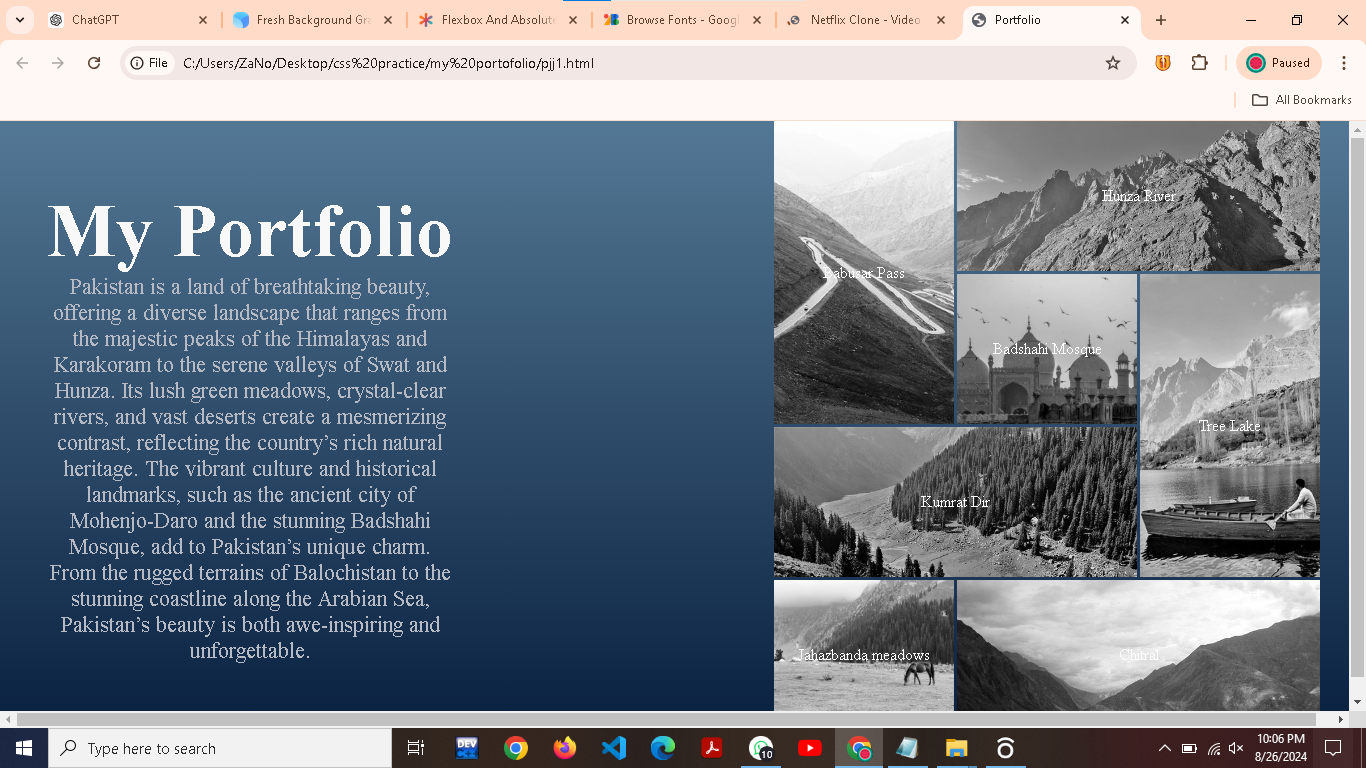 ChatGPT
Fresh Background Gra
Flexbox And Absolute
Browse Fonts - Googl
Netflix Clone - Video
Portfolio
File
C:/Users/ZaNo/Desktop/css%20practice/my%20portofolio/pjj1.html
Paused
All Bookmarks
My Portfolio
Pakistan is a land of breathtaking beauty,
offering a diverse landscape that ranges from
the majestic peaks of the Himalayas and
Karakoram to the serene valleys of Swat and
Hunza. Its lush green meadows, crystal-clear
rivers, and vast deserts create a mesmerizing
contrast, reflecting the country’s rich natural
heritage. The vibrant culture and historical
landmarks, such as the ancient city of
Mohenjo-Daro and the stunning Badshahi
Mosque, add to Pakistan’s unique charm.
From the rugged terrains of Balochistan to the
stunning coastline along the Arabian Sea,
Pakistan’s beauty is both awe-inspiring and
unforgettable.
Babusar Pass
Hunza River
Badshahi Mosque
Tree Lake
Kumrat Dir
Jahazbanda meadows
Chitral
Type here to search
DEV
10
10:06 PM
8/26/2024